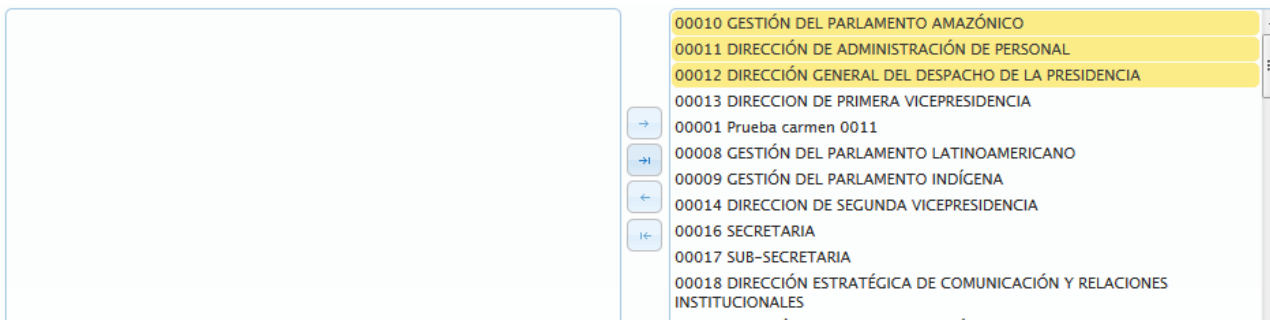 00010 GESTIÓN DEL PARLAMENTO AMAZÓNICO
00011 DIRECCIÓN DE ADMINISTRACIÓN DE PERSONAL
00012 DIRECCIÓN GENERAL DEL DESPACHO DE LA PRESIDENCIA
00013 DIRECCION DE PRIMERA VICEPRESIDENCIA
00001 Prueba carmen 0011
00008 GESTIÓN DEL PARLAMENTO LATINOAMERICANO
00009 GESTIÓN DEL PARLAMENTO INDÍGENA
00014 DIRECCION DE SEGUNDA VICEPRESIDENCIA
00016 SECRETARIA
00017 SUB-SECRETARIA
00018 DIRECCIÓN ESTRATÉGICA DE COMUNICACIÓN Y RELACIONES
INSTITUCIONALES